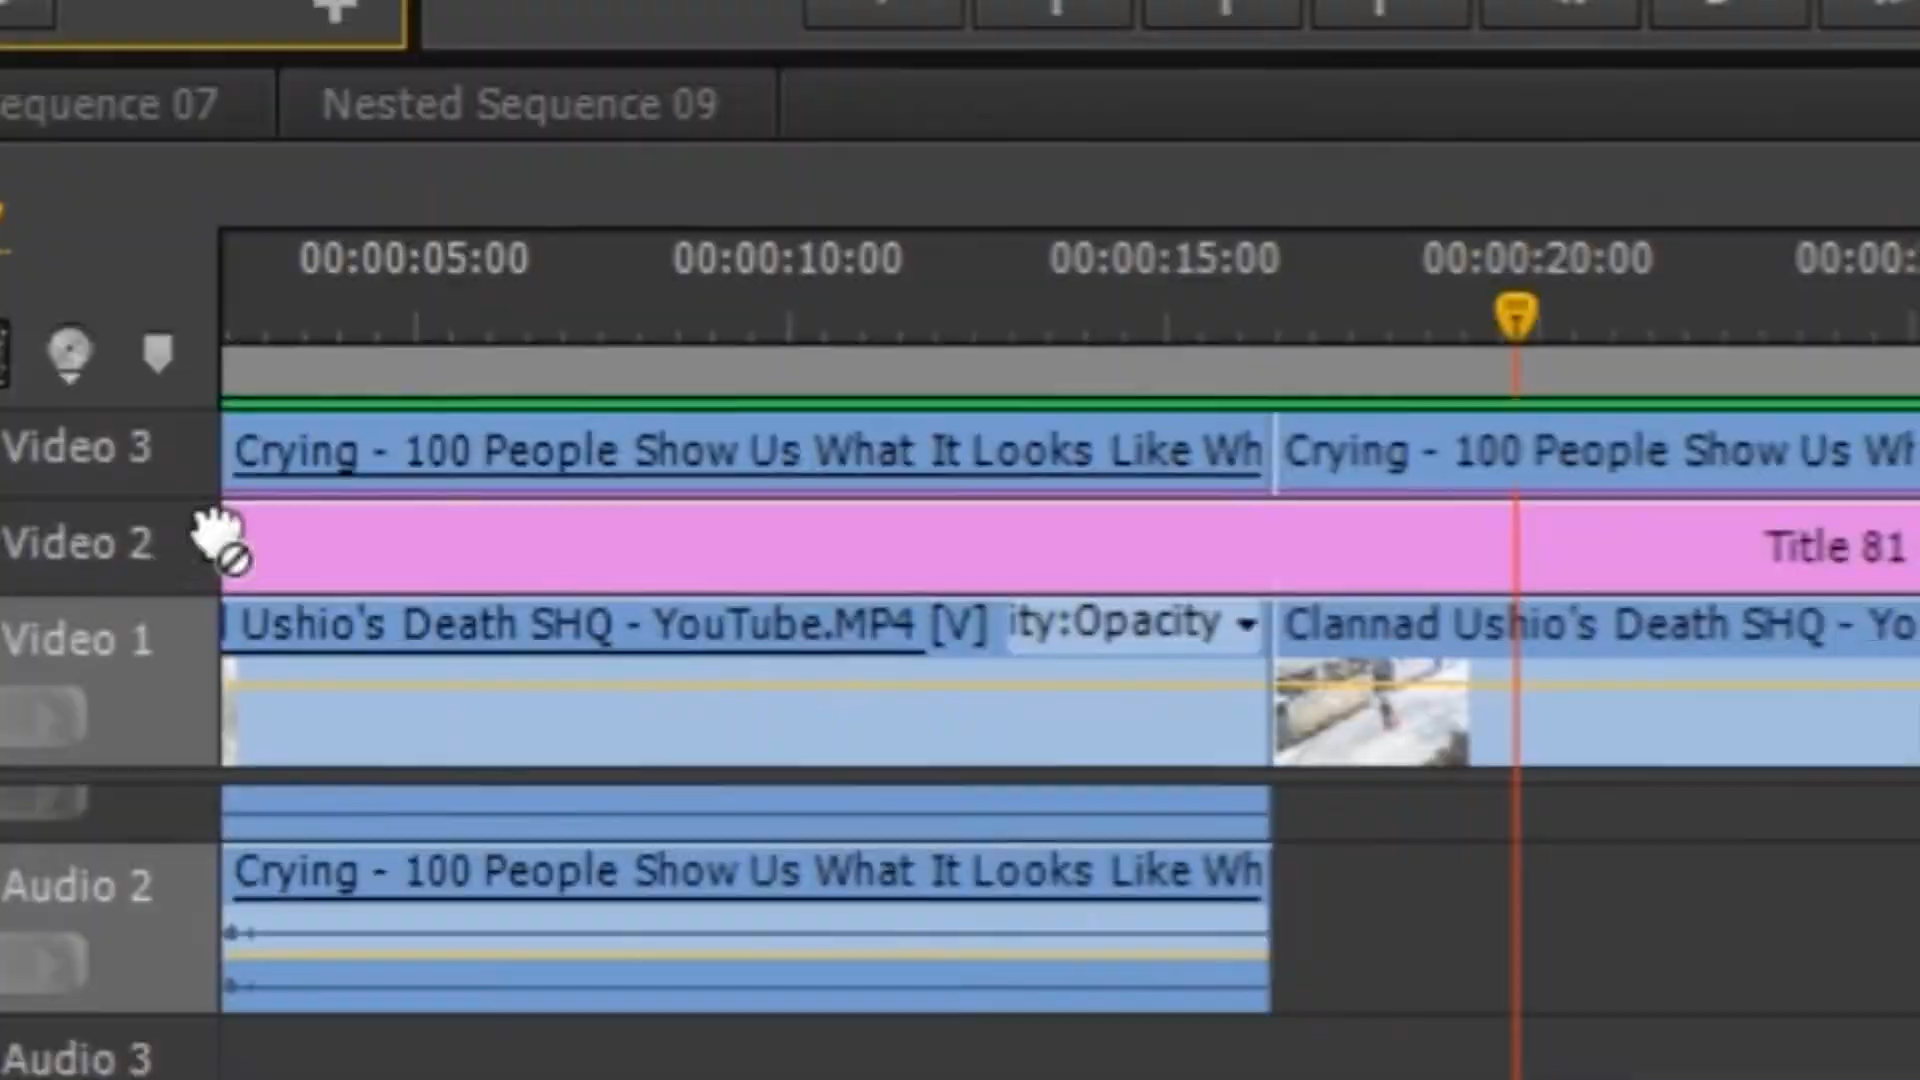 equence 07 Nested Sequence 09
00:00:05:00 00:00:10:00 00:00:15:00 00:00:20:00 00:00:
Video 3 Crying - 100 People Show Us What It Looks Like Wh Crying - 100 People Show Us Wh
Video 2 Title 81
Video 1 Ushio's Death SHQ - YouTube.MP4 [V] ity:Opacity Clannad Ushio's Death SHQ - Yo
Audio 2 Crying - 100 People Show Us What It Looks Like Wh
Audio 3